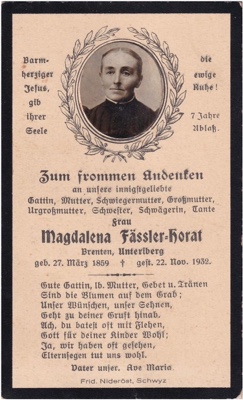 Barm-
herziger
Jesus,
gib
ihrer
Seele
die
ewige
Ruhe!
7 Jahre
Ablaß.
Zum frommen Andenken
an unsere innigstgeliebte
Gattin, Mutter, Schwiegermutter, Großmutter,
Urgroßmutter, Schwester, Schwägerin, Tante
Frau
Magdalena Fässler-Horat
Brenten, Unteriberg
geb. 27. März 1859 † gest. 22. Nov. 1932.
Gute Gattin, lb. Mutter, Gebet u. Tränen
Sind die Blumen auf dem Grab;
Unser Wünschen, unser Sehnen,
Geht zu deiner Gruft hinab.
Ach, du batest oft mit Flehen,
Gott für deiner Kinder Wohl;
Ja, wir hoffen oft gesehen,
Elternsegen tut uns wohl.
Vater unser. Ave Maria.
Frid. Nideröst, Schwyz